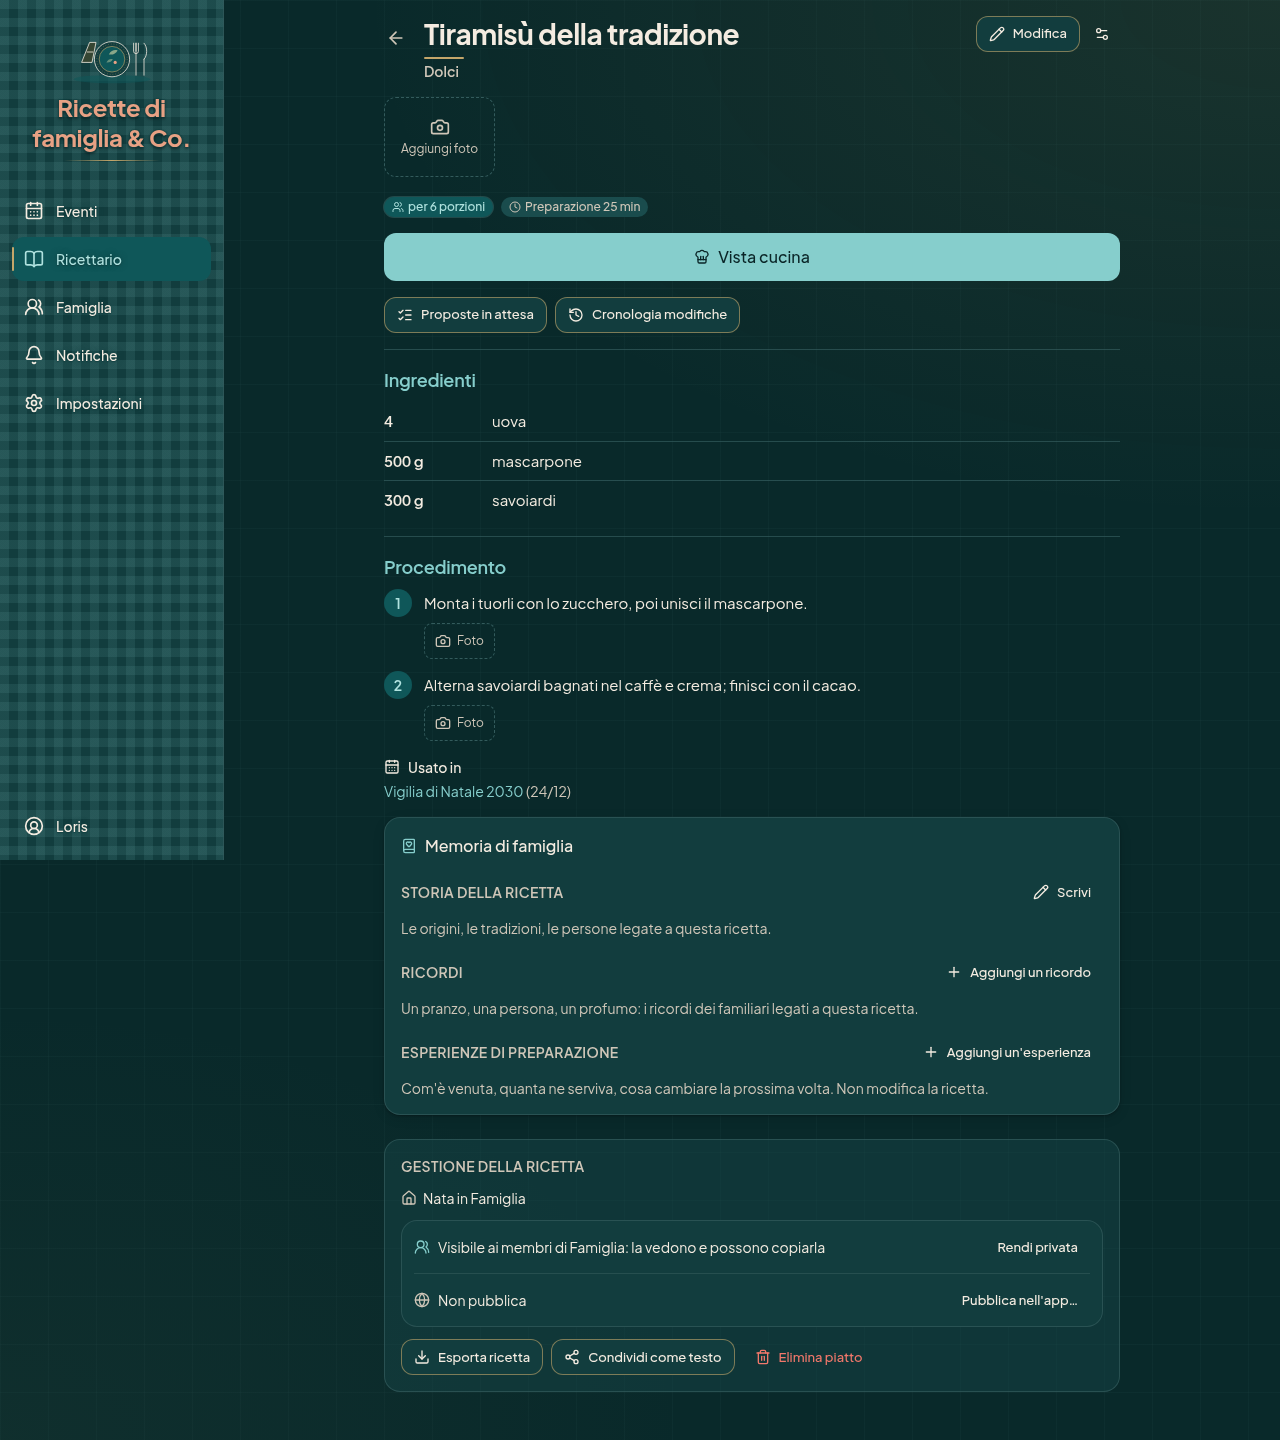 Ricette di
famiglia & Co.
Eventi
Ricettario
Famiglia
Notifiche
Impostazioni
Loris
Tiramisù della tradizione
Modifica
Dolci
Aggiungi foto
per 6 porzioni
Preparazione 25 min
Vista cucina
Proposte in attesa
Cronologia modifiche
Ingredienti
4 uova
500 g mascarpone
300 g savoiardi
Procedimento
1 Monta i tuorli con lo zucchero, poi unisci il mascarpone.
Foto
2 Alterna savoiardi bagnati nel caffè e crema; finisci con il cacao.
Foto
Usato in
Vigilia di Natale 2030 (24/12)
Memoria di famiglia
STORIA DELLA RICETTA
Scrivi
Le origini, le tradizioni, le persone legate a questa ricetta.
RICORDI
Aggiungi un ricordo
Un pranzo, una persona, un profumo: i ricordi dei familiari legati a questa ricetta.
ESPERIENZE DI PREPARAZIONE
Aggiungi un'esperienza
Com'è venuta, quanta ne serviva, cosa cambiare la prossima volta. Non modifica la ricetta.
GESTIONE DELLA RICETTA
Nata in Famiglia
Visibile ai membri di Famiglia: la vedono e possono copiarla
Rendi privata
Non pubblica
Pubblica nell'app…
Esporta ricetta
Condividi come testo
Elimina piatto